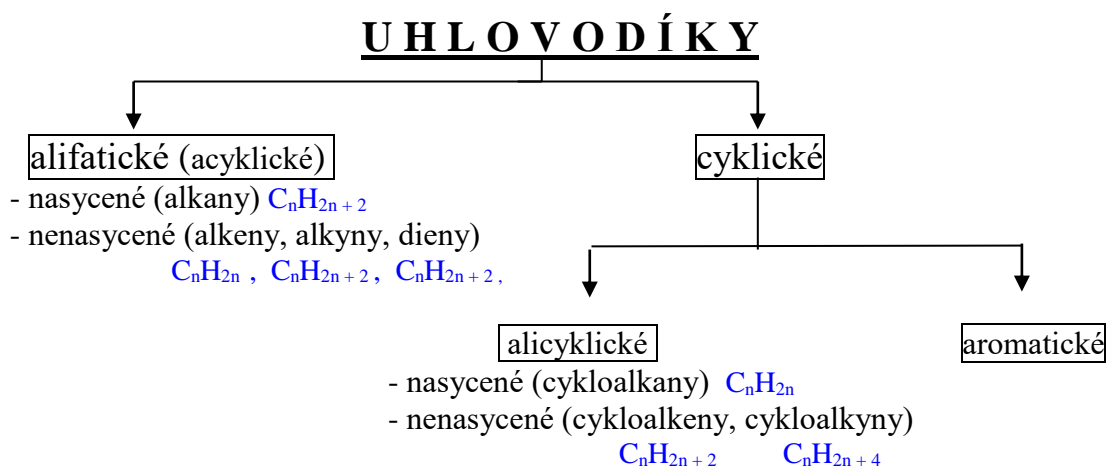 U H L O V O D Í K Y
alifatické (acyklické)
- nasycené (alkany) CₙH₂ₙ ₊ ₂
- nenasycené (alkeny, alkyny, dieny)
CₙH₂ₙ , CₙH₂ₙ ₊ ₂ , CₙH₂ₙ ₊ ₂ ,
cyklické
alicyklické
- nasycené (cykloalkany) CₙH₂ₙ
- nenasycené (cykloalkeny, cykloalkyny)
CₙH₂ₙ ₊ ₂ CₙH₂ₙ ₊ ₄
aromatické